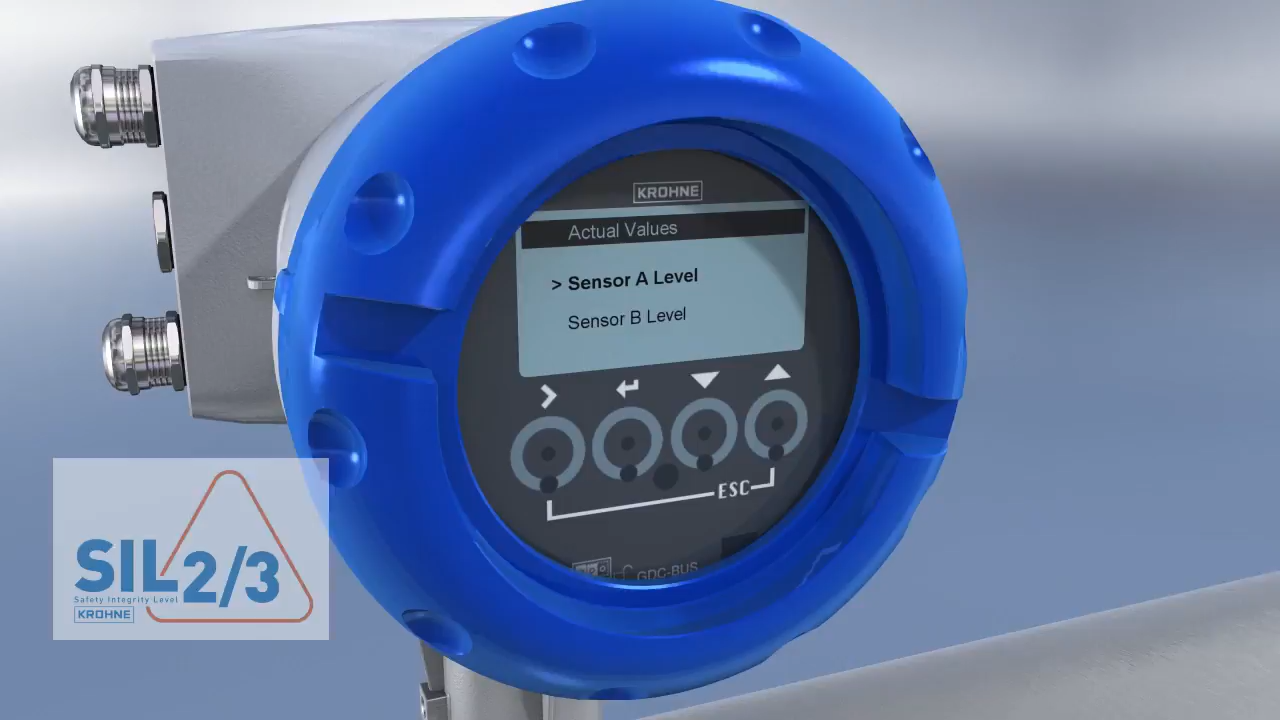 KROHNE
Actual Values
> Sensor A Level
Sensor B Level
ESC
GDC-BUS
SIL 2/3
Safety Integrity Level
KROHNE